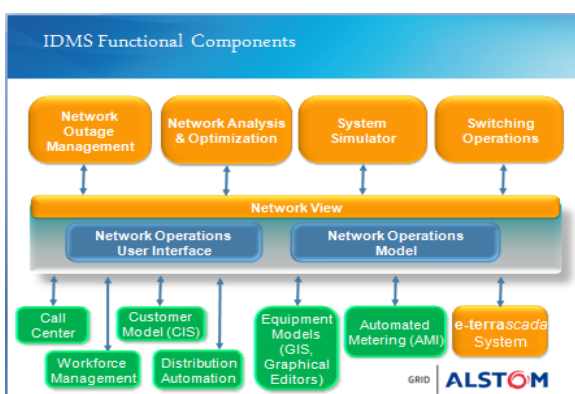 IDMS Functional Components
Network
Outage
Management
Network Analysis
& Optimization
System
Simulator
Switching
Operations
Network View
Network Operations
User Interface
Network Operations
Model
Call
Center
Customer
Model (CIS)
Equipment
Models
(GIS,
Graphical
Editors)
Automated
Metering (AMI)
e-terrascada
System
Workforce
Management
Distribution
Automation
GRID
ALSTOM